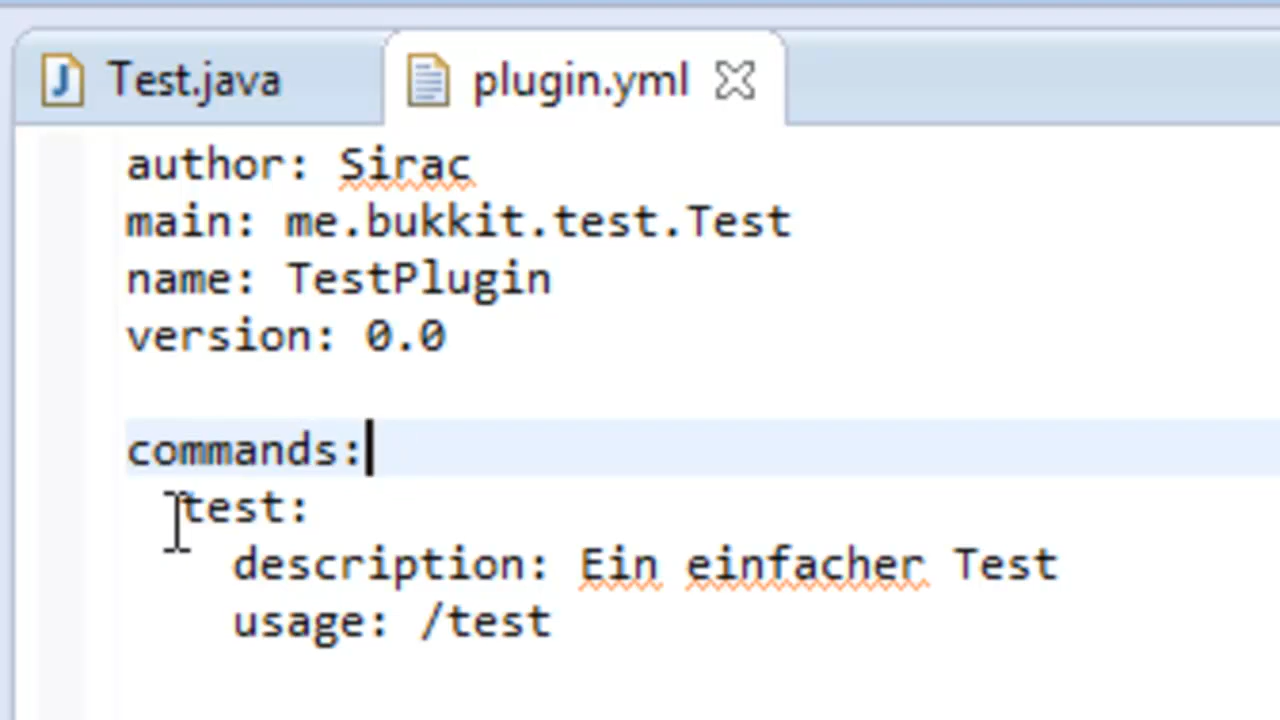 Test.java plugin.yml
author: Sirac
main: me.bukkit.test.Test
name: TestPlugin
version: 0.0
commands:
test:
description: Ein einfacher Test
usage: /test